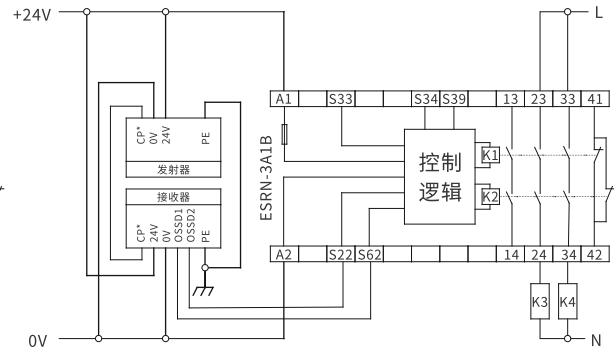 +24V
L
A1 S33 S34 S39 13 23 33 41
CP* 0V 24V PE
发射器
接收器
CP* 24V 0V OSSD1 OSSD2 PE
ESRN-3A1B
控制
逻辑
K1
K2
A2 S22 S62 14 24 34 42
K3 K4
0V
N